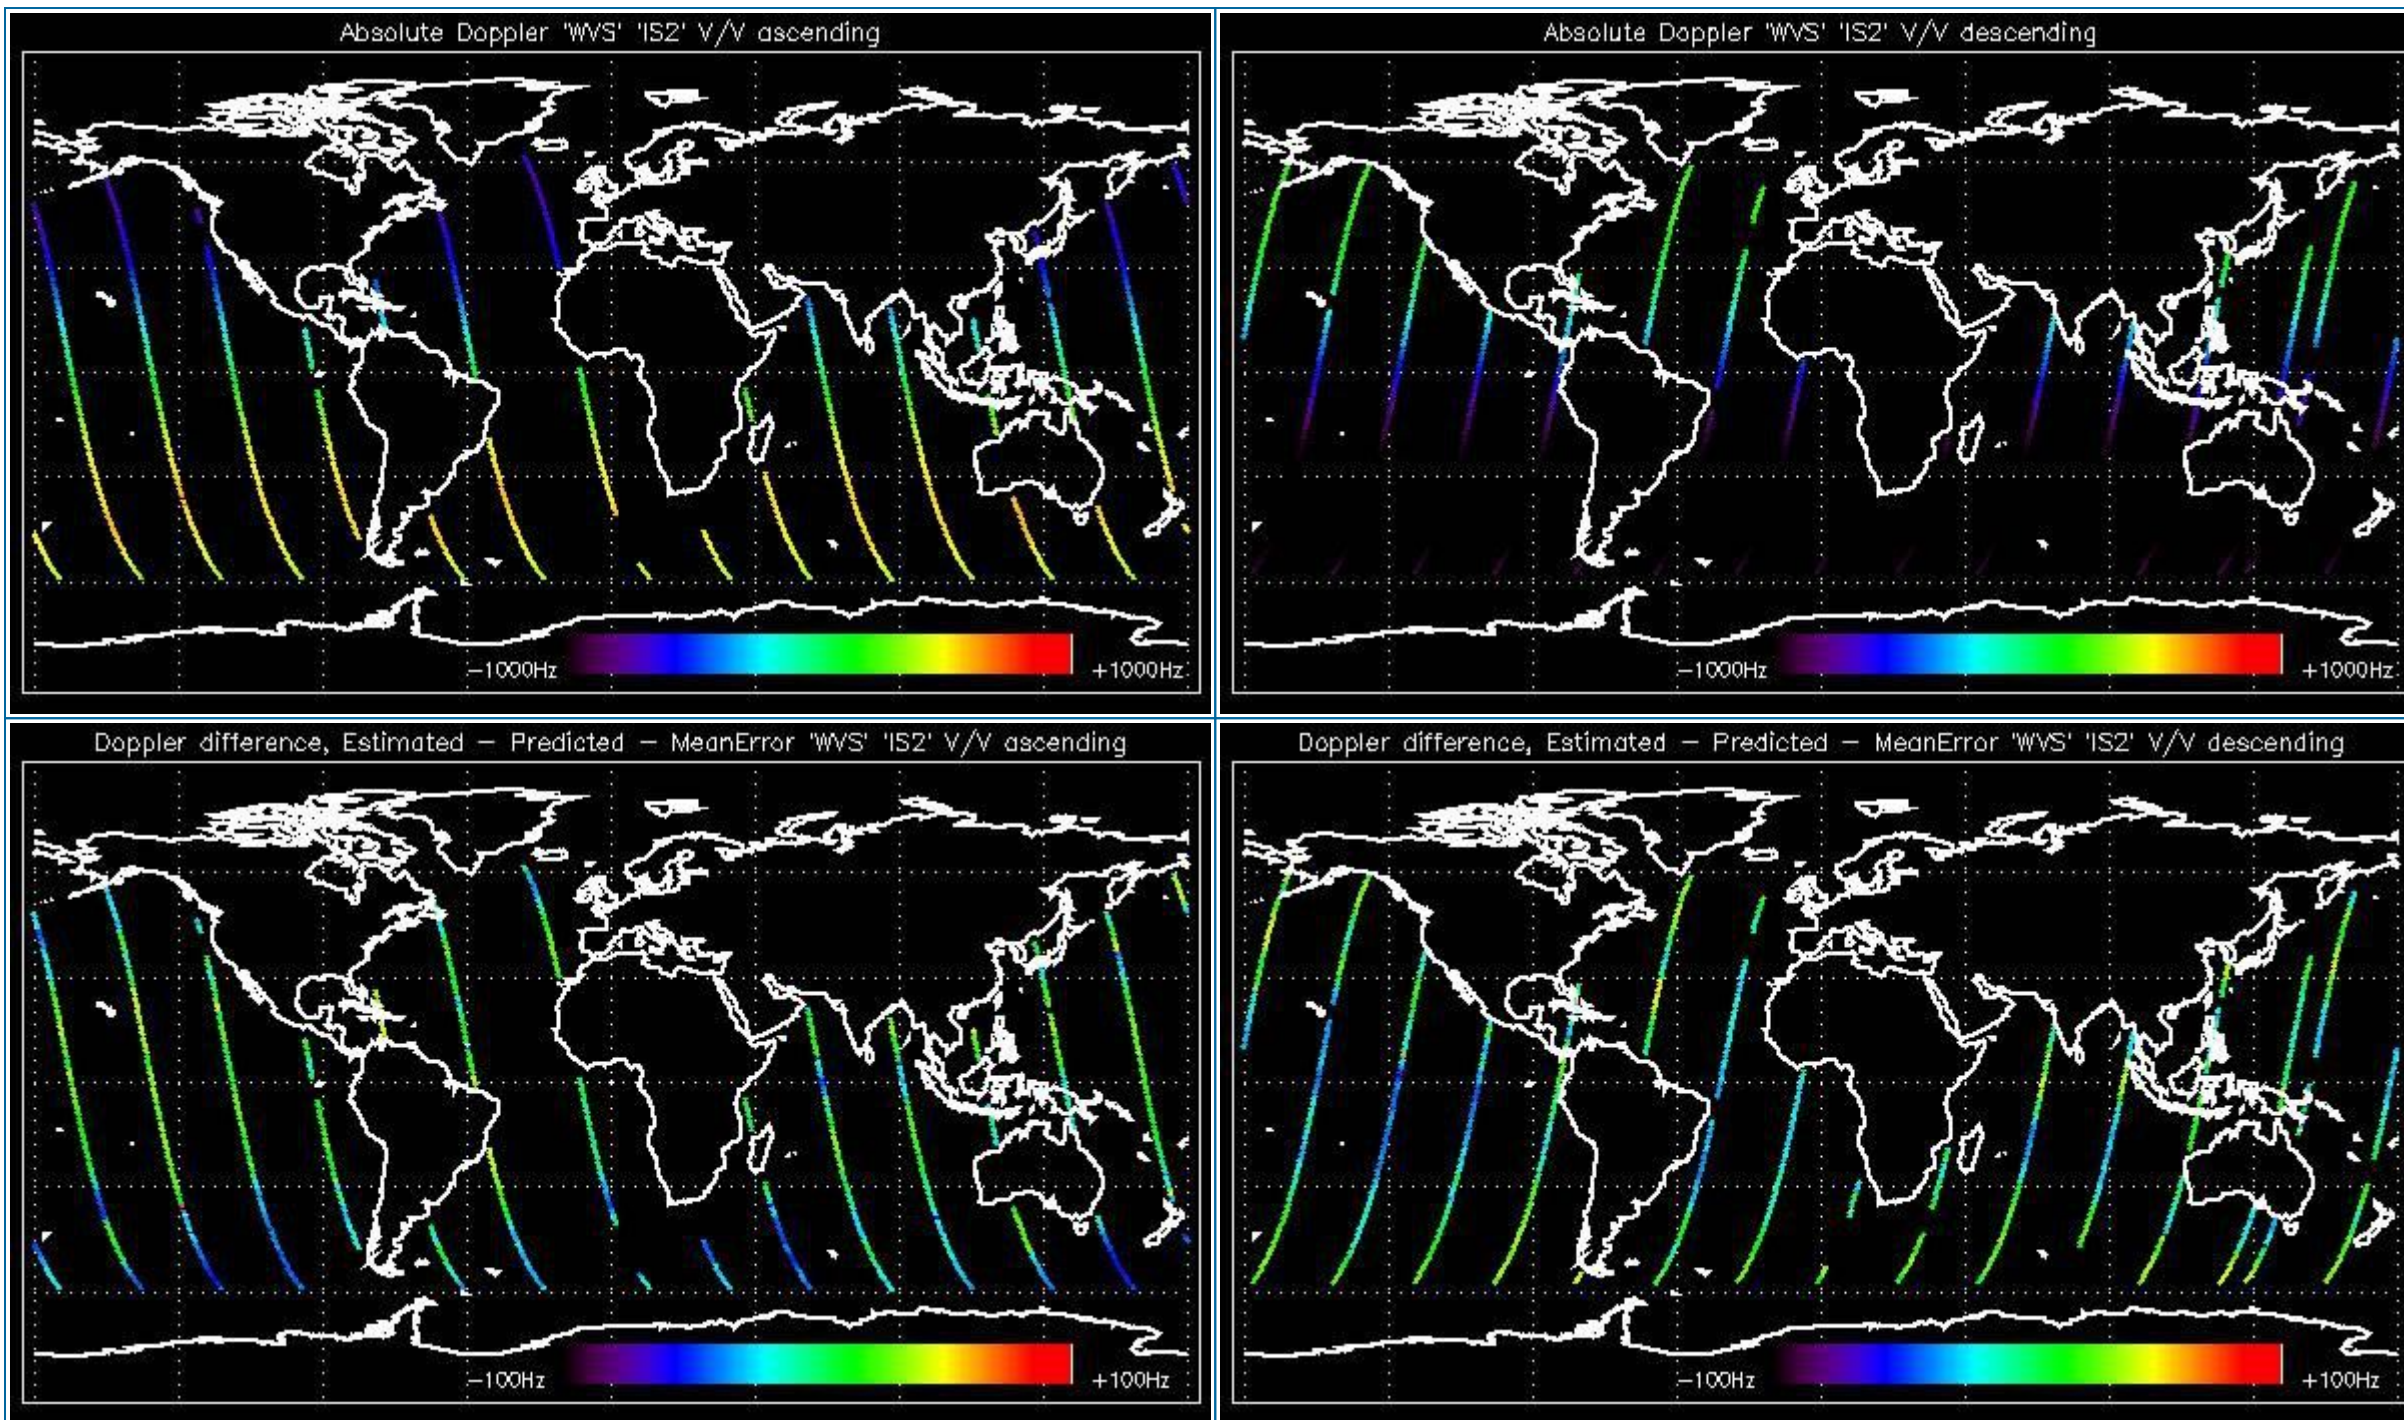 Absolute Doppler 'WVS' 'IS2' V/V ascending
-1000Hz
+1000Hz
Absolute Doppler 'WVS' 'IS2' V/V descending
-1000Hz
+1000Hz
Doppler difference, Estimated - Predicted - MeanError 'WVS' 'IS2' V/V ascending
-100Hz
+100Hz
Doppler difference, Estimated - Predicted - MeanError 'WVS' 'IS2' V/V descending
-100Hz
+100Hz